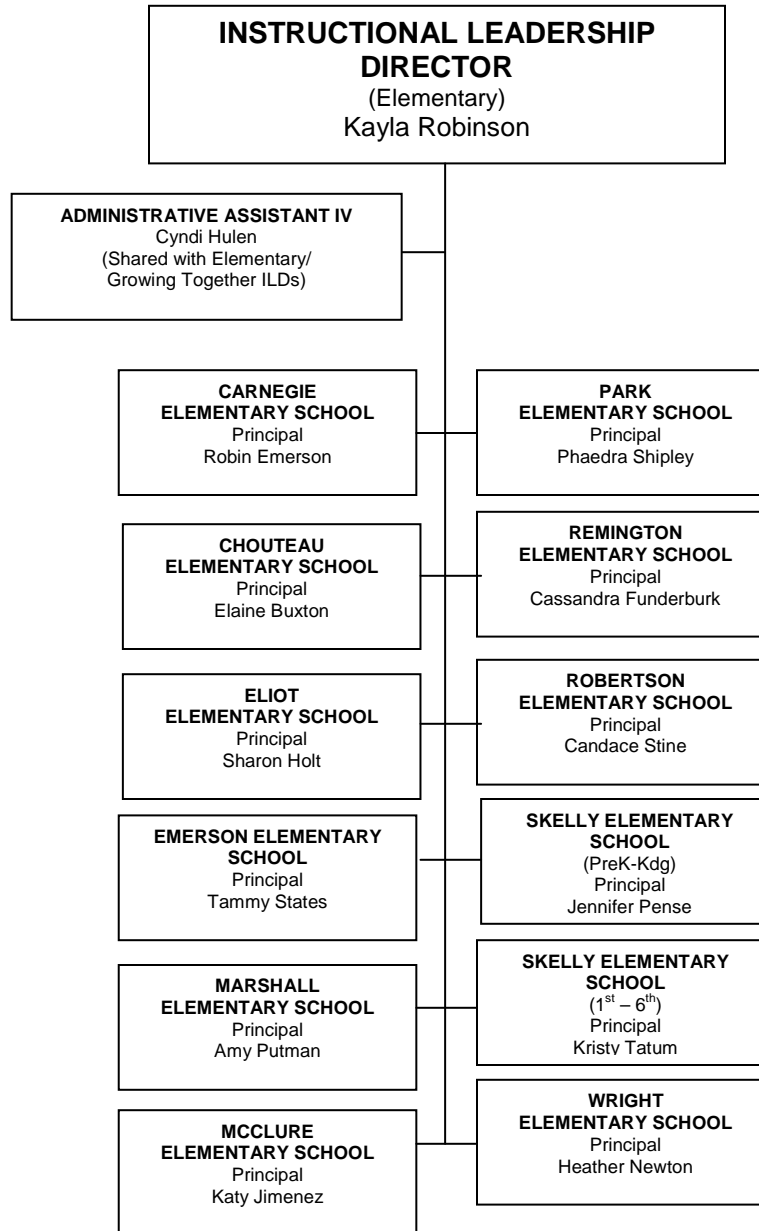 INSTRUCTIONAL LEADERSHIP
DIRECTOR
(Elementary)
Kayla Robinson
ADMINISTRATIVE ASSISTANT IV
Cyndi Hulen
(Shared with Elementary/
Growing Together ILDs)
CARNEGIE
ELEMENTARY SCHOOL
Principal
Robin Emerson
PARK
ELEMENTARY SCHOOL
Principal
Phaedra Shipley
CHOUTEAU
ELEMENTARY SCHOOL
Principal
Elaine Buxton
REMINGTON
ELEMENTARY SCHOOL
Principal
Cassandra Funderburk
ELIOT
ELEMENTARY SCHOOL
Principal
Sharon Holt
ROBERTSON
ELEMENTARY SCHOOL
Principal
Candace Stine
EMERSON ELEMENTARY
SCHOOL
Principal
Tammy States
SKELLY ELEMENTARY
SCHOOL
(PreK-Kdg)
Principal
Jennifer Pense
MARSHALL
ELEMENTARY SCHOOL
Principal
Amy Putman
SKELLY ELEMENTARY
SCHOOL
(1st – 6th)
Principal
Kristy Tatum
MCCLURE
ELEMENTARY SCHOOL
Principal
Katy Jimenez
WRIGHT
ELEMENTARY SCHOOL
Principal
Heather Newton